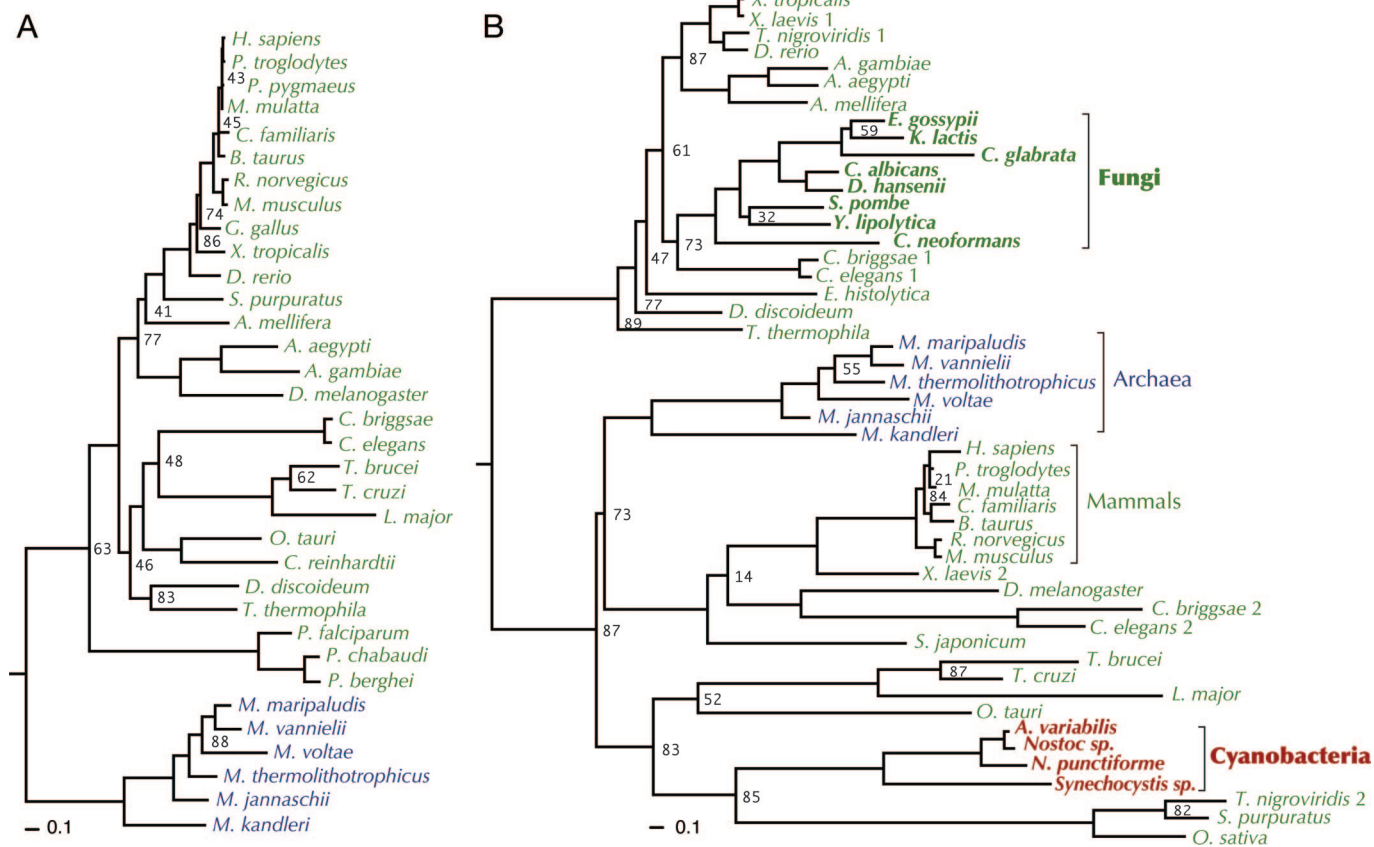 A
H. sapiens
P. troglodytes
43
P. pygmaeus
M. mulatta
45
C. familiaris
B. taurus
R. norvegicus
M. musculus
74
G. gallus
86
X. tropicalis
D. rerio
S. purpuratus
41
A. mellifera
77
A. aegypti
A. gambiae
D. melanogaster
C. briggsae
C. elegans
48
T. brucei
62
T. cruzi
L. major
O. tauri
63
46
C. reinhardtii
D. discoideum
83
T. thermophila
P. falciparum
P. chabaudi
P. berghei
M. maripaludis
M. vannielii
88
M. voltae
M. thermolithotrophicus
M. jannaschii
M. kandleri
0.1
B
X. tropicalis
X. laevis 1
T. nigroviridis 1
D. rerio
87
A. gambiae
A. aegypti
A. mellifera
E. gossypii
59
K. lactis
61
C. glabrata
C. albicans
Fungi
D. hansenii
S. pombe
32
Y. lipolytica
C. neoformans
73
47
C. briggsae 1
C. elegans 1
E. histolytica
77
D. discoideum
89
T. thermophila
M. maripaludis
M. vannielii
55
M. thermolithotrophicus
Archaea
M. voltae
M. jannaschii
M. kandleri
H. sapiens
P. troglodytes
21
M. mulatta
84
C. familiaris
Mammals
B. taurus
73
R. norvegicus
M. musculus
X. laevis 2
14
D. melanogaster
C. briggsae 2
C. elegans 2
87
S. japonicum
T. brucei
87
T. cruzi
L. major
52
O. tauri
A. variabilis
Nostoc sp.
83
N. punctiforme
Cyanobacteria
Synechocystis sp.
85
T. nigroviridis 2
82
S. purpuratus
O. sativa
0.1